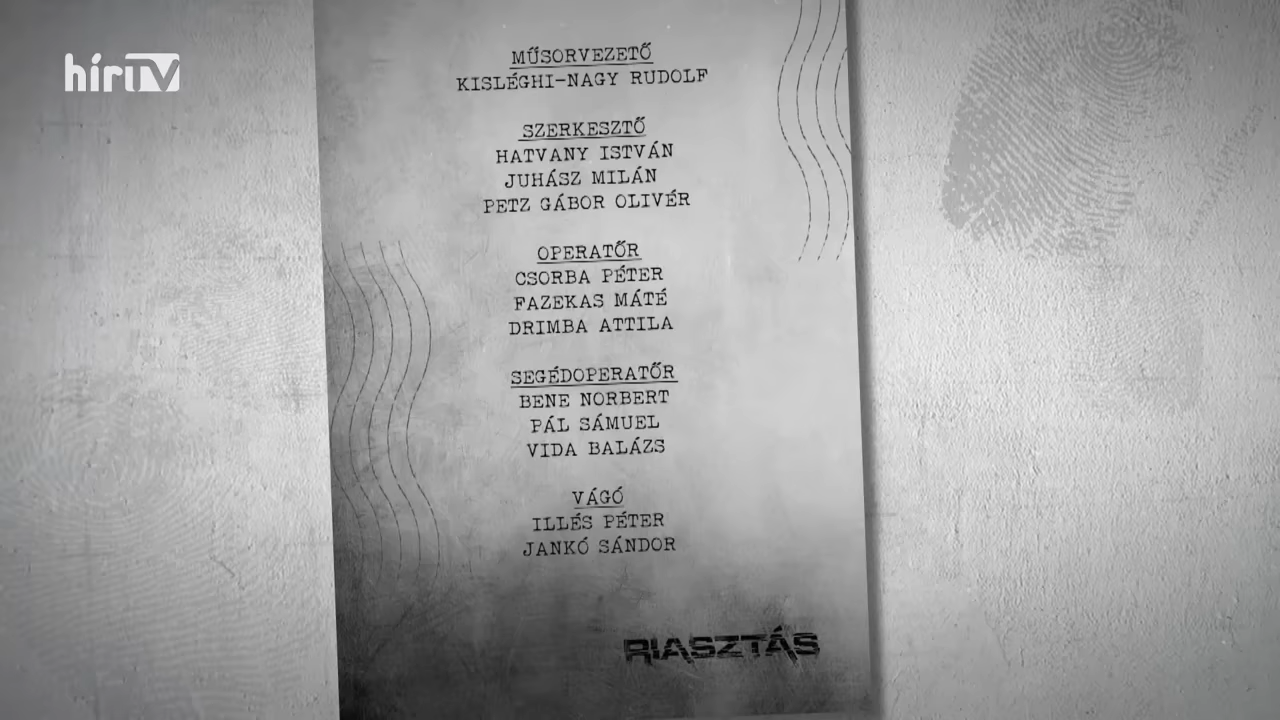 hírTV
MŰSORVEZETŐ
KISLÉGHI-NAGY RUDOLF
SZERKESZTŐ
HATVANY ISTVÁN
JUHÁSZ MILÁN
PETZ GÁBOR OLIVÉR
OPERATŐR
CSORBA PÉTER
FAZEKAS MÁTÉ
DRIMBA ATTILA
SEGÉDOPERATŐR
BENE NORBERT
PÁL SÁMUEL
VIDA BALÁZS
VÁGÓ
ILLÉS PÉTER
JANKÓ SÁNDOR
RIASZTÁS